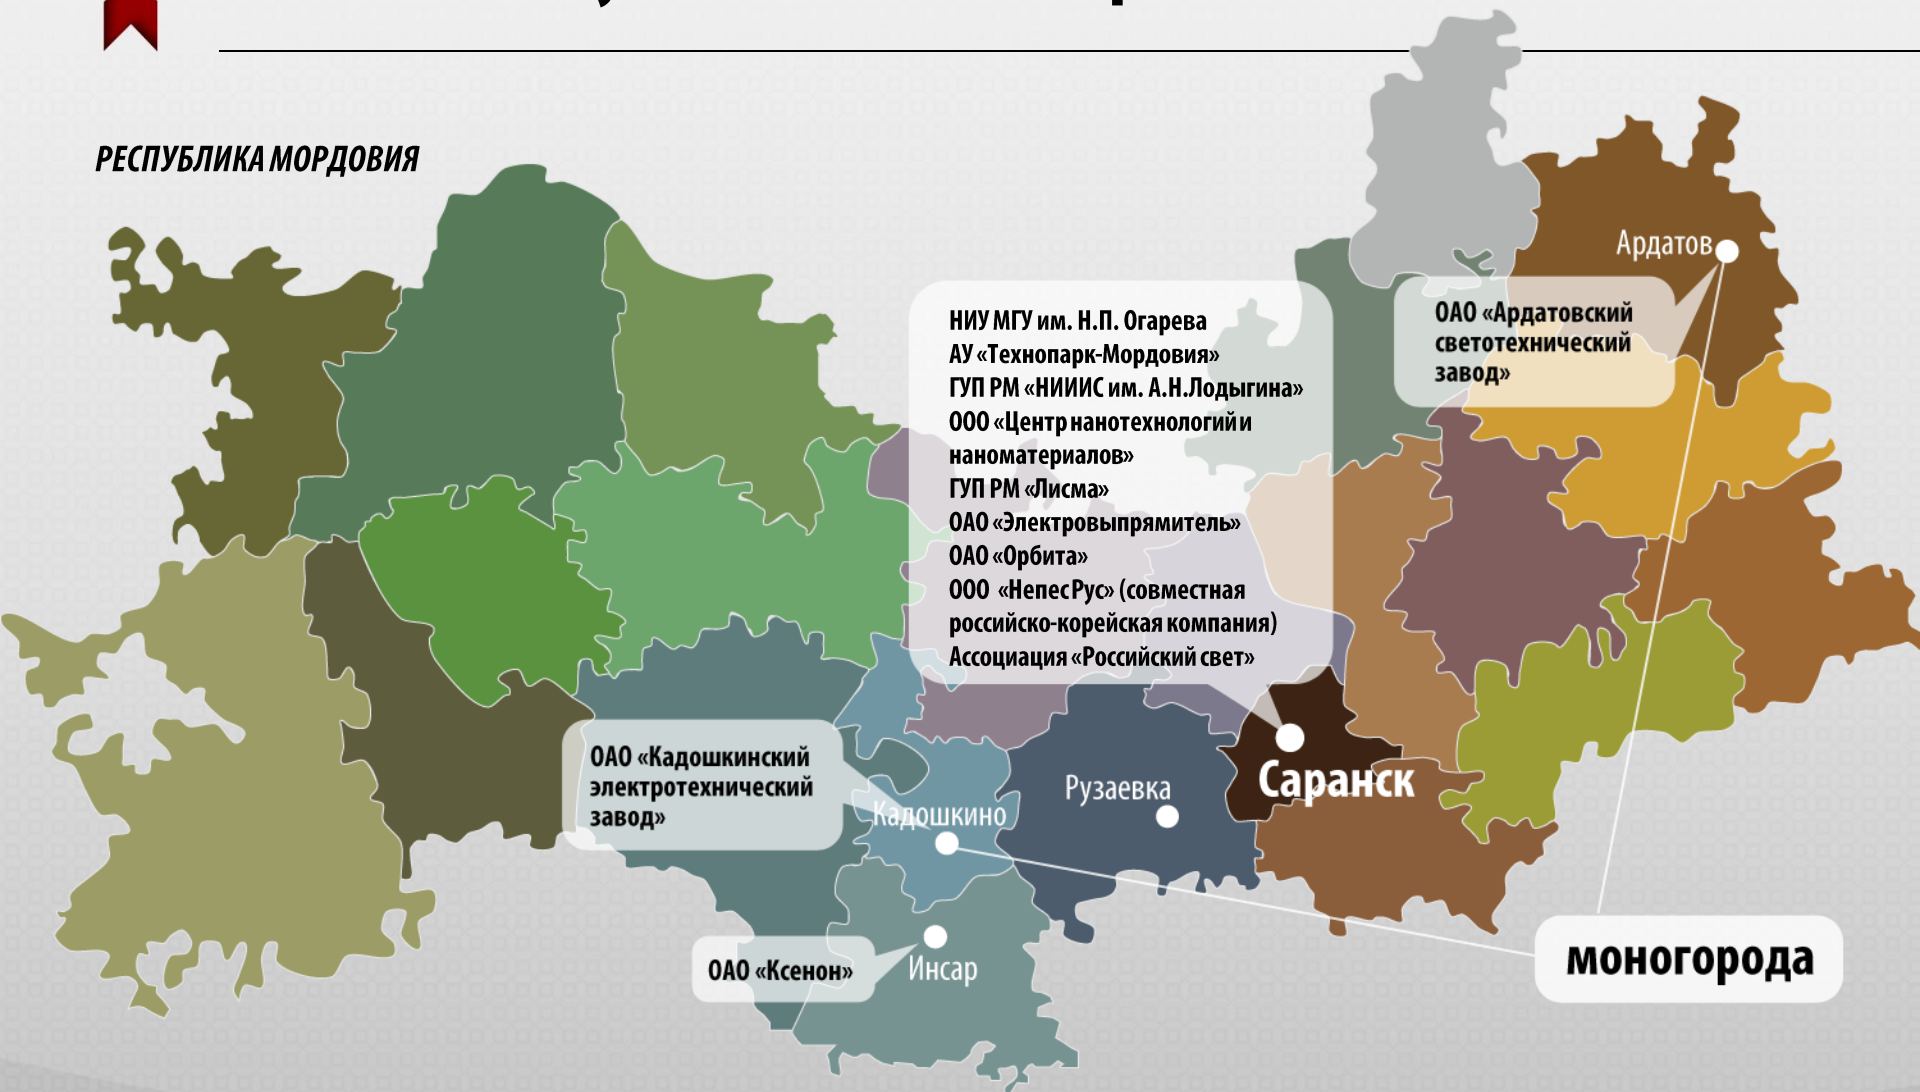 РЕСПУБЛИКА МОРДОВИЯ
Ардатов
ОАО «Ардатовский
светотехнический
завод»
НИУ МГУ им. Н.П. Огарева
АУ «Технопарк-Мордовия»
ГУП РМ «НИИИС им. А.Н.Лодыгина»
ООО «Центр нанотехнологий и
наноматериалов»
ГУП РМ «Лисма»
ОАО «Электровыпрямитель»
ОАО «Орбита»
ООО «Непес Рус» (совместная
российско-корейская компания)
Ассоциация «Российский свет»
ОАО «Кадошкинский
электротехнический
завод»
Кадошкино
Рузаевка
Саранск
ОАО «Ксенон»
Инсар
моногорода